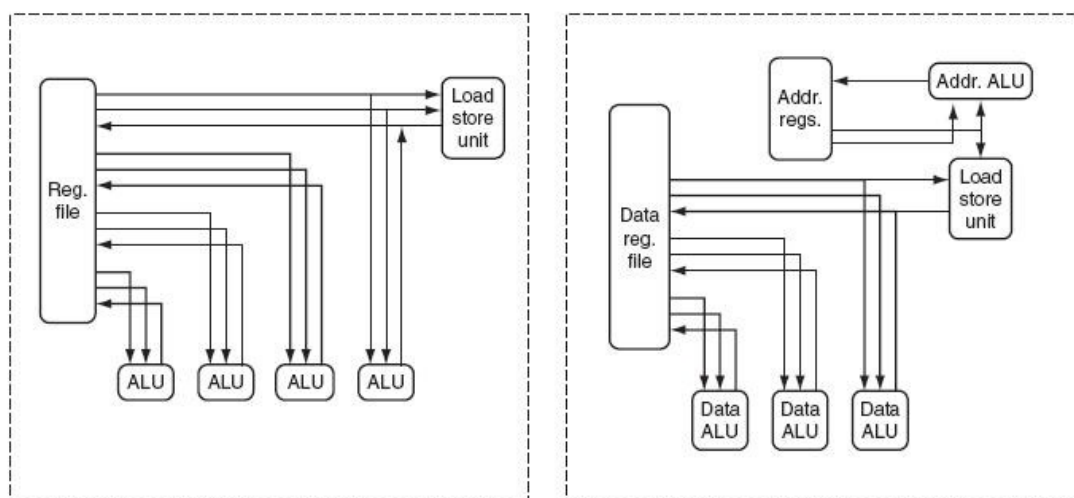 Reg.
file
Load
store
unit
ALU
ALU
ALU
ALU
Data
reg.
file
Addr.
regs.
Addr. ALU
Load
store
unit
Data
ALU
Data
ALU
Data
ALU